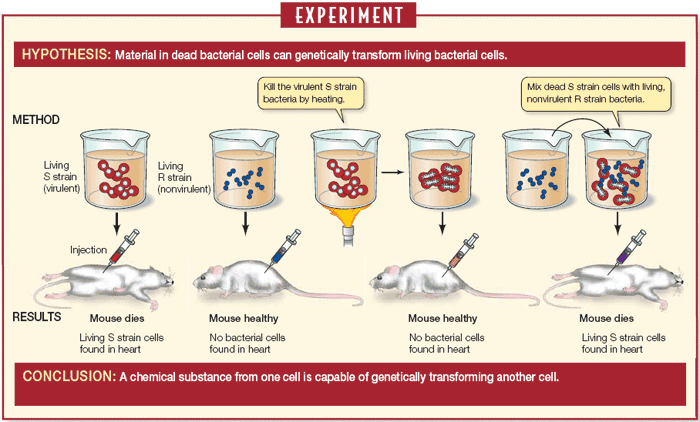 EXPERIMENT
HYPOTHESIS: Material in dead bacterial cells can genetically transform living bacterial cells.
Kill the virulent S strain
bacteria by heating.
Mix dead S strain cells with living,
nonvirulent R strain bacteria.
METHOD
Living
S strain
(virulent)
Living
R strain
(nonvirulent)
Injection
RESULTS
Mouse dies
Living S strain cells
found in heart
Mouse healthy
No bacterial cells
found in heart
Mouse healthy
No bacterial cells
found in heart
Mouse dies
Living S strain cells
found in heart
CONCLUSION: A chemical substance from one cell is capable of genetically transforming another cell.